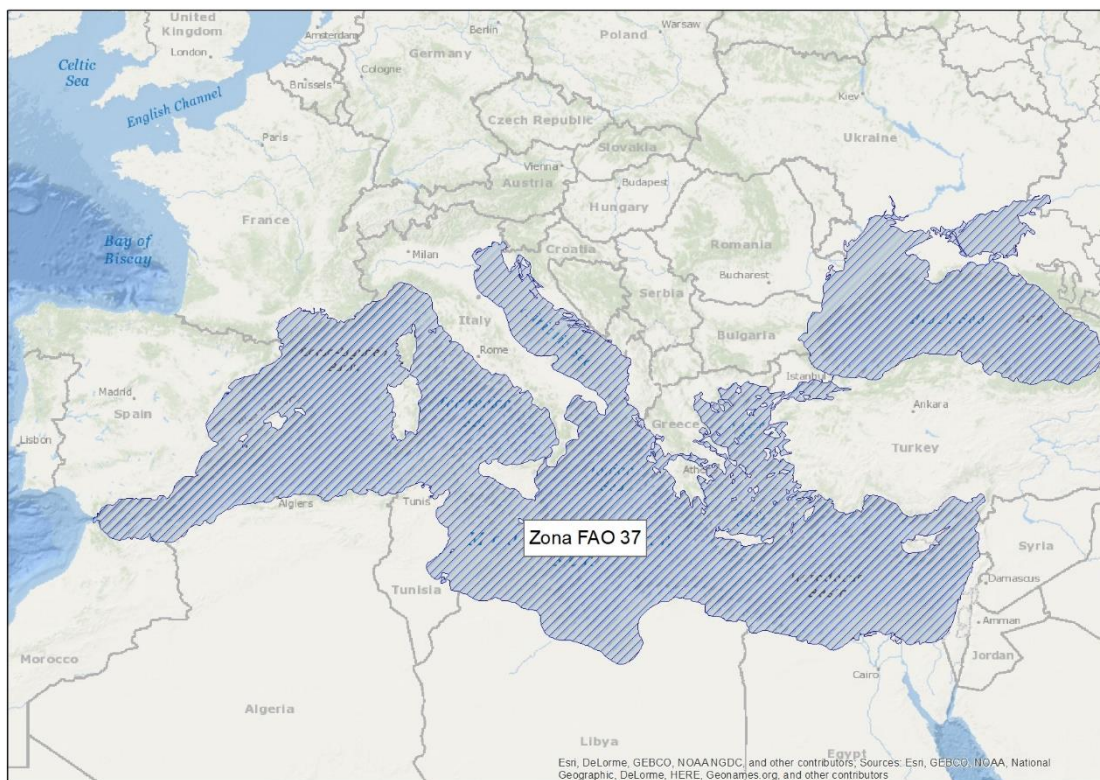 United
Kingdom
London
Amsterdam
Berlin
Poland
Warsaw
Celtic
Sea
English Channel
Brussels
Cologne
Germany
Kiev
Ukraine
Paris
Czech Republic
Slovakia
Vienna
Austria
Budapest
Hungary
France
Bay of
Biscay
Milan
Croatia
Romania
Bucharest
Serbia
Italy
Rome
Bulgaria
Istanbul
Madrid
Spain
Lisbon
Ankara
Turkey
Greece
Algiers
Tunis
Zona FAO 37
Syria
Damascus
Tunisia
Amman
Jordan
Morocco
Cairo
Algeria
Libya
Egypt
Esri, DeLorme, GEBCO, NOAA NGDC, and other contributors; Sources: Esri, GEBCO, NOAA, National
Geographic, DeLorme, HERE, Geonames.org, and other contributors